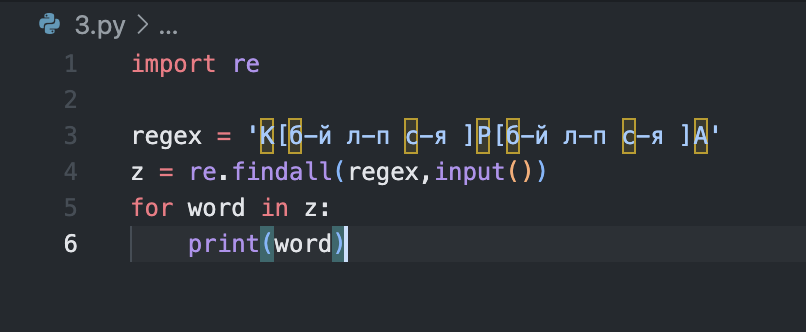 3.py > ...
1 import re
2
3 regex = 'К[б-й л-п с-я ]Р[б-й л-п с-я ]А'
4 z = re.findall(regex,input())
5 for word in z:
6 print(word)